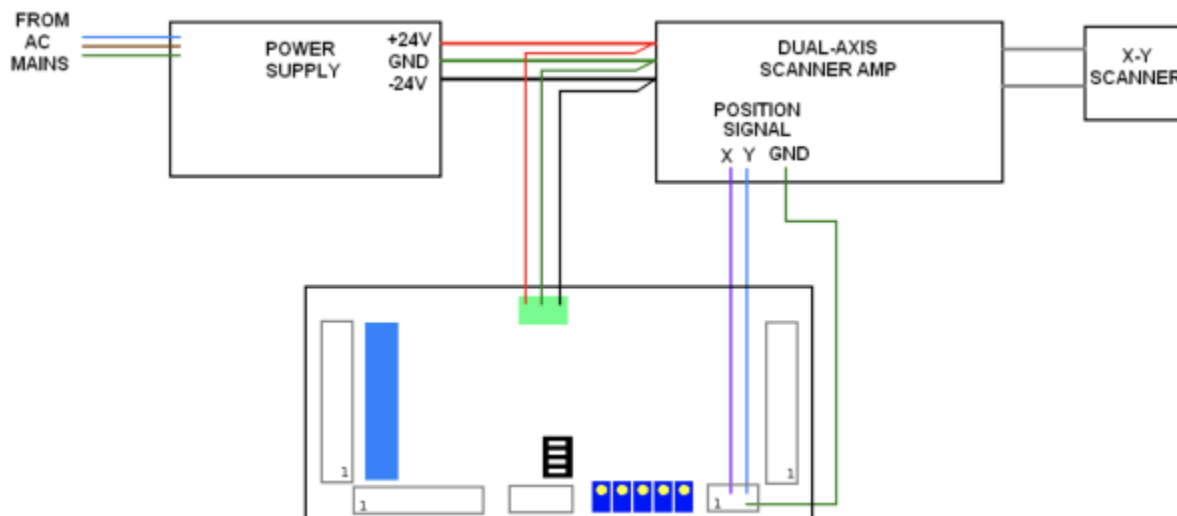 FROM
AC
MAINS
POWER
SUPPLY
+24V
GND
-24V
DUAL-AXIS
SCANNER AMP
POSITION
SIGNAL
X Y GND
X-Y
SCANNER
1
1
1
1